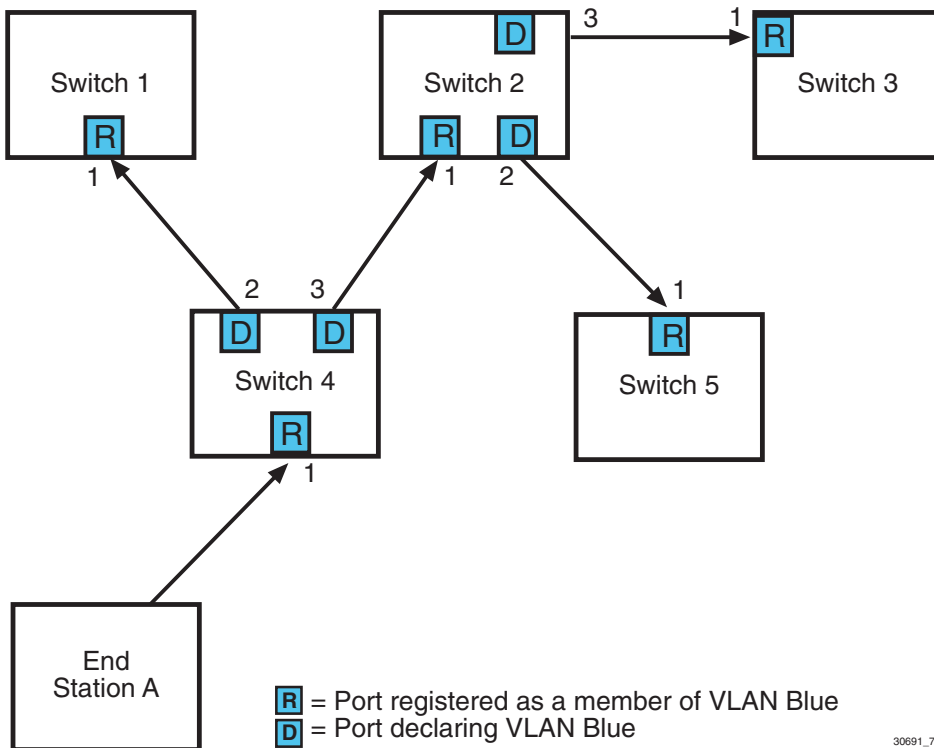 D
3
1
R
Switch 1
Switch 2
Switch 3
R
R
D
1
1
2
2
3
1
D
D
R
Switch 4
Switch 5
R
1
End
Station A
R = Port registered as a member of VLAN Blue
D = Port declaring VLAN Blue
30691_7